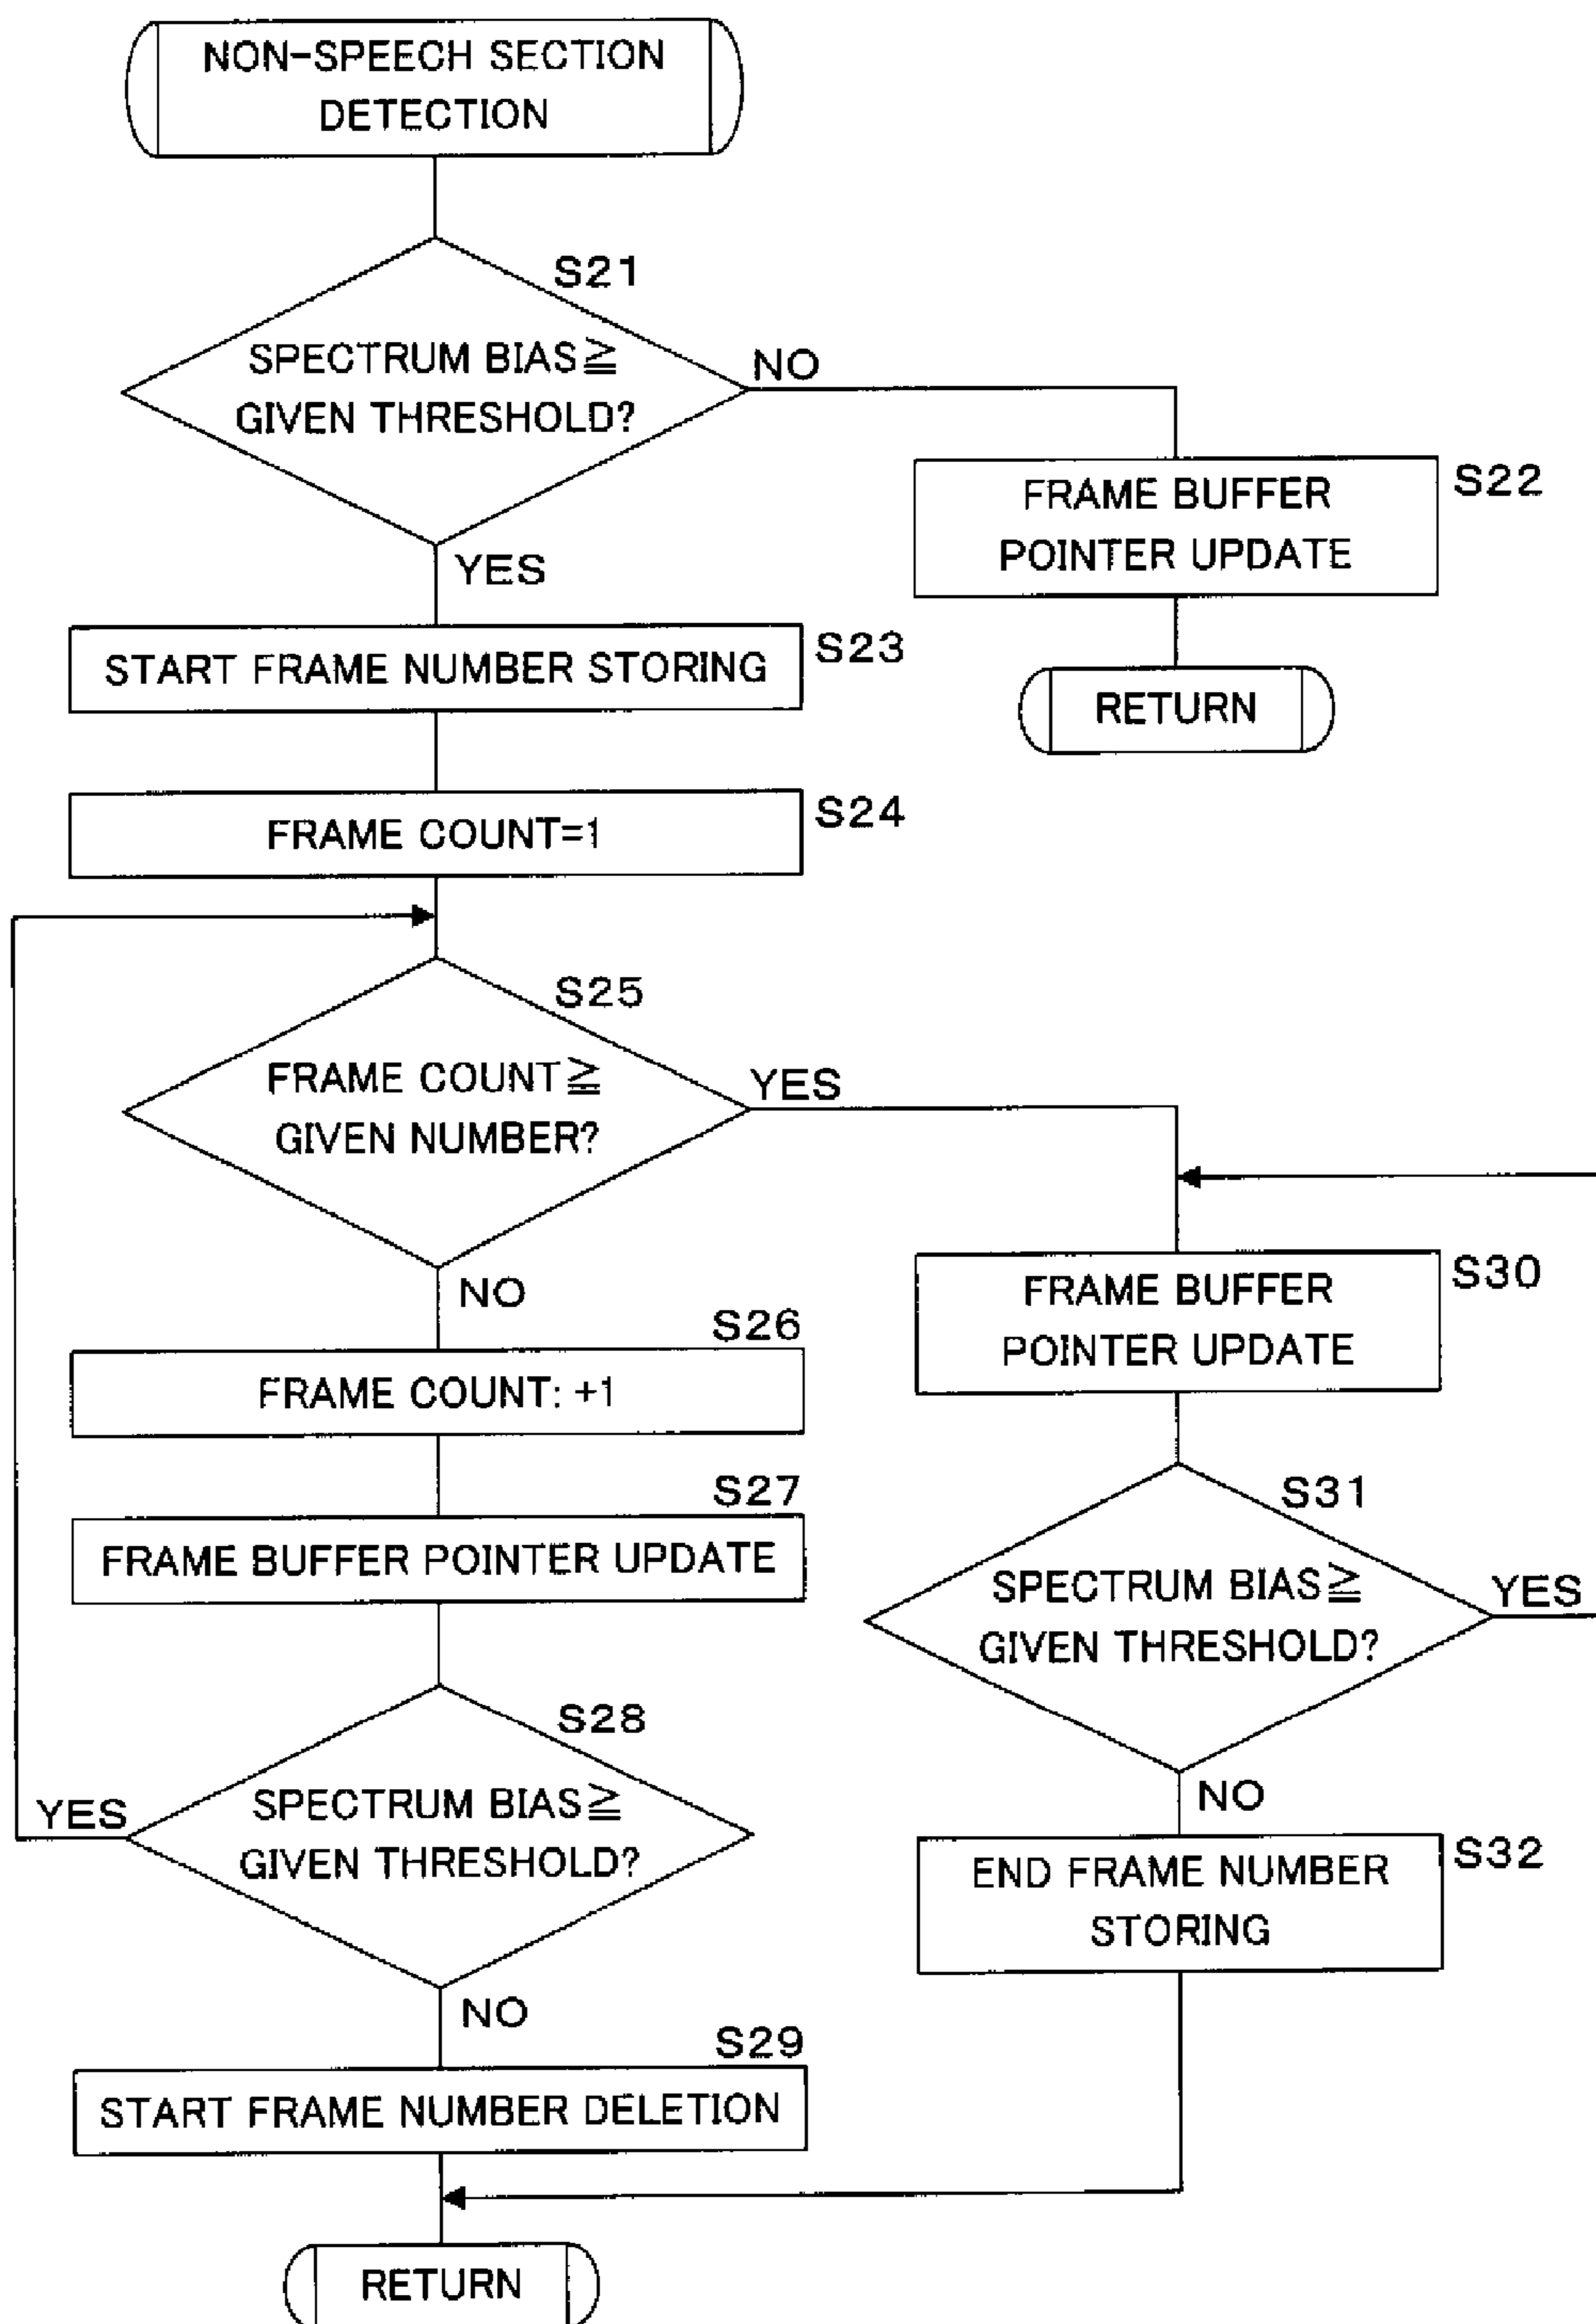 NON-SPEECH SECTION
DETECTION
S21
SPECTRUM BIAS≧
GIVEN THRESHOLD?
NO
YES
FRAME BUFFER
POINTER UPDATE
S22
RETURN
START FRAME NUMBER STORING
S23
FRAME COUNT=1
S24
S25
FRAME COUNT≧
GIVEN NUMBER?
YES
NO
S26
FRAME COUNT: +1
S27
FRAME BUFFER POINTER UPDATE
S28
SPECTRUM BIAS≧
GIVEN THRESHOLD?
YES
NO
S29
START FRAME NUMBER DELETION
FRAME BUFFER
POINTER UPDATE
S30
S31
SPECTRUM BIAS≧
GIVEN THRESHOLD?
YES
NO
END FRAME NUMBER
STORING
S32
RETURN